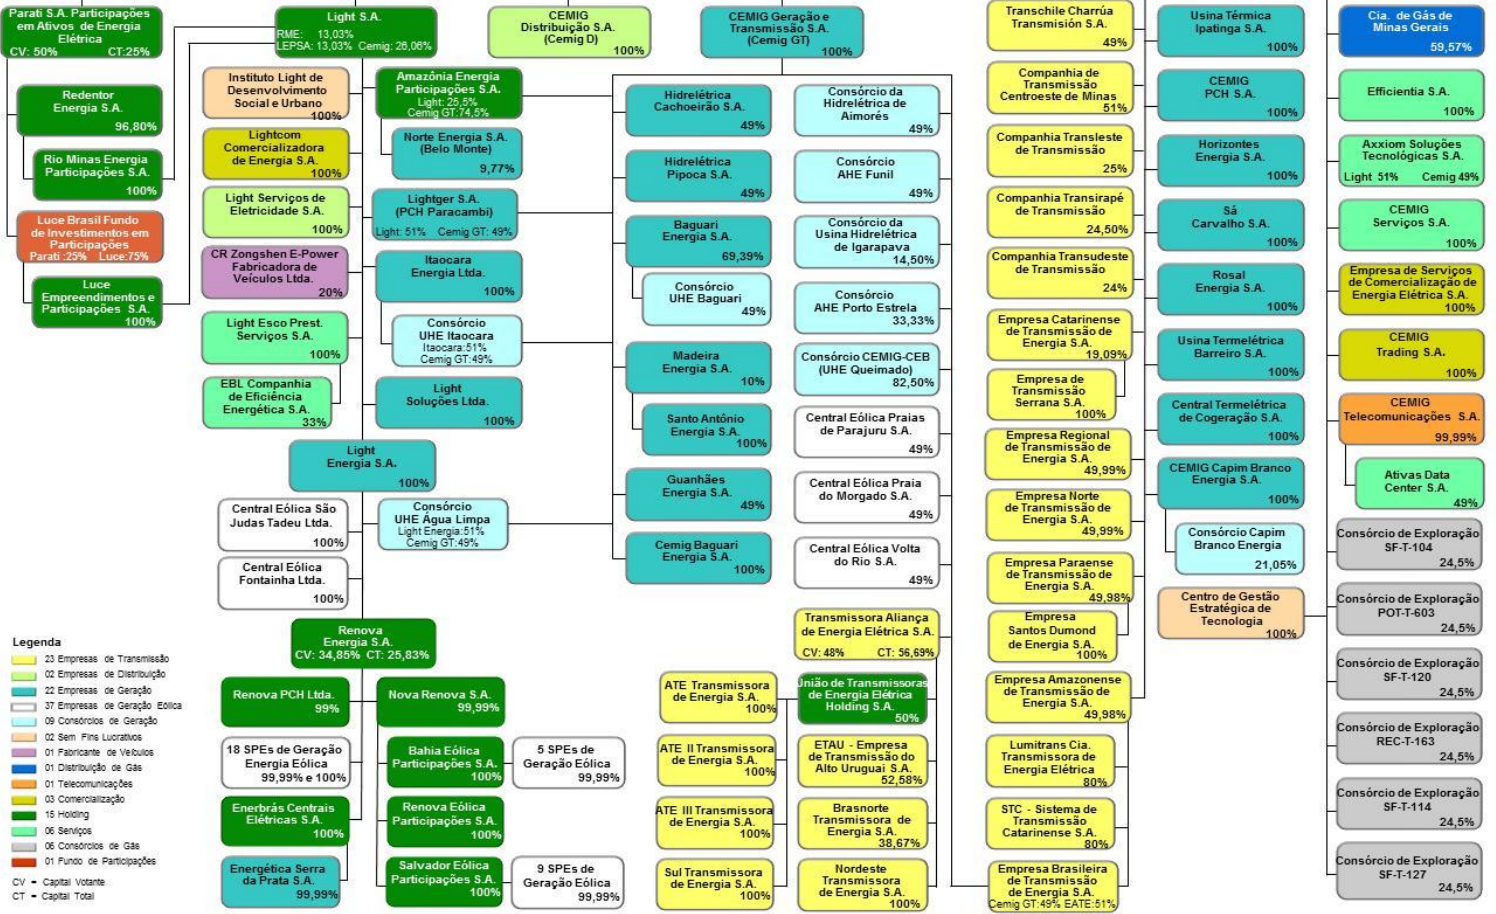 Parati S.A. Participações
em Ativos de Energia
Elétrica
CV: 50% CT:25%
Redentor
Energia S.A.
96,80%
Rio Minas Energia
Participações S.A.
100%
Luce Brasil Fundo
de Investimentos em
Participações
Parati :25% Luce:75%
Luce
Empreendimentos e
Participações S.A.
100%
Light S.A.
RME: 13,03%
LEPSA: 13,03% Cemig: 26,06%
Instituto Light de
Desenvolvimento
Social e Urbano
100%
Lightcom
Comercializadora
de Energia S.A.
100%
Light Serviços de
Eletricidade S.A.
100%
CR Zongshen E-Power
Fabricadora de
Veículos Ltda.
20%
Light Esco Prest.
Serviços S.A.
100%
EBL Companhia
de Eficiência
Energética S.A.
33%
Amazônia Energia
Participações S.A.
Light: 25,5%
Cemig GT:74,5%
Norte Energia S.A.
(Belo Monte)
9,77%
Lightger S.A.
(PCH Paracambi)
Light: 51% Cemig GT: 49%
Itaocara
Energia Ltda.
100%
Consórcio
UHE Itaocara
Itaocara:51%
Cemig GT:49%
Light
Soluções Ltda.
100%
Light
Energia S.A.
100%
Central Eólica São
Judas Tadeu Ltda.
100%
Central Eólica
Fontainha Ltda.
100%
Consórcio
UHE Água Limpa
Light Energia:51%
Cemig GT:49%
Renova
Energia S.A.
CV: 34,85% CT: 25,83%
Renova PCH Ltda.
99%
Nova Renova S.A.
99,99%
18 SPEs de Geração
Energia Eólica
99,99% e 100%
Bahia Eólica
Participações S.A.
100%
5 SPEs de
Geração Eólica
99,99%
Enerbrás Centrais
Elétricas S.A.
100%
Renova Eólica
Participações S.A.
100%
Energética Serra
da Prata S.A.
99,99%
Salvador Eólica
Participações S.A.
100%
9 SPEs de
Geração Eólica
99,99%
CEMIG
Distribuição S.A.
(Cemig D)
100%
CEMIG Geração e
Transmissão S.A.
(Cemig GT)
100%
Hidrelétrica
Cachoeirão S.A.
49%
Hidrelétrica
Pipoca S.A.
49%
Baguari
Energia S.A.
69,39%
Consórcio
UHE Baguari
49%
Madeira
Energia S.A.
10%
Santo Antônio
Energia S.A.
100%
Guanhães
Energia S.A.
49%
Cemig Baguari
Energia S.A.
100%
Consórcio da
Hidrelétrica de
Aimorés
49%
Consórcio
AHE Funil
49%
Consórcio da
Usina Hidrelétrica
de Igarapava
14,50%
Consórcio
AHE Porto Estrela
33,33%
Consórcio CEMIG-CEB
(UHE Queimado)
82,50%
Central Eólica Praias
de Parajuru S.A.
49%
Central Eólica Praia
do Morgado S.A.
49%
Central Eólica Volta
do Rio S.A.
49%
Transmissora Aliança
de Energia Elétrica S.A.
CV: 48% CT: 56,69%
ATE Transmissora
de Energia S.A.
100%
União de Transmissoras
de Energia Elétrica
Holding S.A.
50%
ATE II Transmissora
de Energia S.A.
100%
ETAU - Empresa
de Transmissão do
Alto Uruguai S.A.
52,58%
ATE III Transmissora
de Energia S.A.
100%
Brasnorte
Transmissora de
Energia S.A.
38,67%
Sul Transmissora
de Energia S.A.
100%
Nordeste
Transmissora
de Energia S.A.
100%
Transchile Charrúa
Transmisión S.A.
49%
Companhia de
Transmissão
Centroeste de Minas
51%
Companhia Transleste
de Transmissão
25%
Companhia Transirapé
de Transmissão
24,50%
Companhia Transudeste
de Transmissão
24%
Empresa Catarinense
de Transmissão de
Energia S.A.
19,09%
Empresa de
Transmissão
Serrana S.A.
100%
Empresa Regional
de Transmissão de
Energia S.A.
49,99%
Empresa Norte
de Transmissão de
Energia S.A.
49,99%
Empresa Paraense
de Transmissão de
Energia S.A.
49,98%
Empresa
Santos Dumond
de Energia S.A.
100%
Empresa Amazonense
de Transmissão de
Energia S.A.
49,98%
Lumitrans Cia.
Transmissora de
Energia Elétrica
80%
STC - Sistema de
Transmissão
Catarinense S.A.
80%
Empresa Brasileira
de Transmissão
de Energia S.A.
Cemig GT:49% EATE:51%
Usina Térmica
Ipatinga S.A.
100%
CEMIG
PCH S.A.
100%
Horizontes
Energia S.A.
100%
Sá
Carvalho S.A.
100%
Rosal
Energia S.A.
100%
Usina Termelétrica
Barreiro S.A.
100%
Central Termelétrica
de Cogeração S.A.
100%
CEMIG Capim Branco
Energia S.A.
100%
Consórcio Capim
Branco Energia
21,05%
Centro de Gestão
Estratégica de
Tecnologia
100%
Cia. de Gás de
Minas Gerais
59,57%
Efficientia S.A.
100%
Axxiom Soluções
Tecnológicas S.A.
Light 51% Cemig 49%
CEMIG
Serviços S.A.
100%
Empresa de Serviços
de Comercialização de
Energia Elétrica S.A.
100%
CEMIG
Trading S.A.
100%
CEMIG
Telecomunicações S.A.
99,99%
Ativas Data
Center S.A.
49%
Consórcio de Exploração
SF-T-104
24,5%
Consórcio de Exploração
POT-T-603
24,5%
Consórcio de Exploração
SF-T-120
24,5%
Consórcio de Exploração
REC-T-163
24,5%
Consórcio de Exploração
SF-T-114
24,5%
Consórcio de Exploração
SF-T-127
24,5%
Legenda
23 Empresas de Transmissão
02 Empresas de Distribuição
22 Empresas de Geração
37 Empresas de Geração Eólica
09 Consórcios de Geração
02 Sem Fins Lucrativos
01 Fabricante de Veículos
01 Distribuição de Gás
01 Telecomunicações
03 Comercialização
15 Holding
06 Serviços
06 Consórcios de Gás
01 Fundo de Participações
CV = Capital Votante
CT = Capital Total